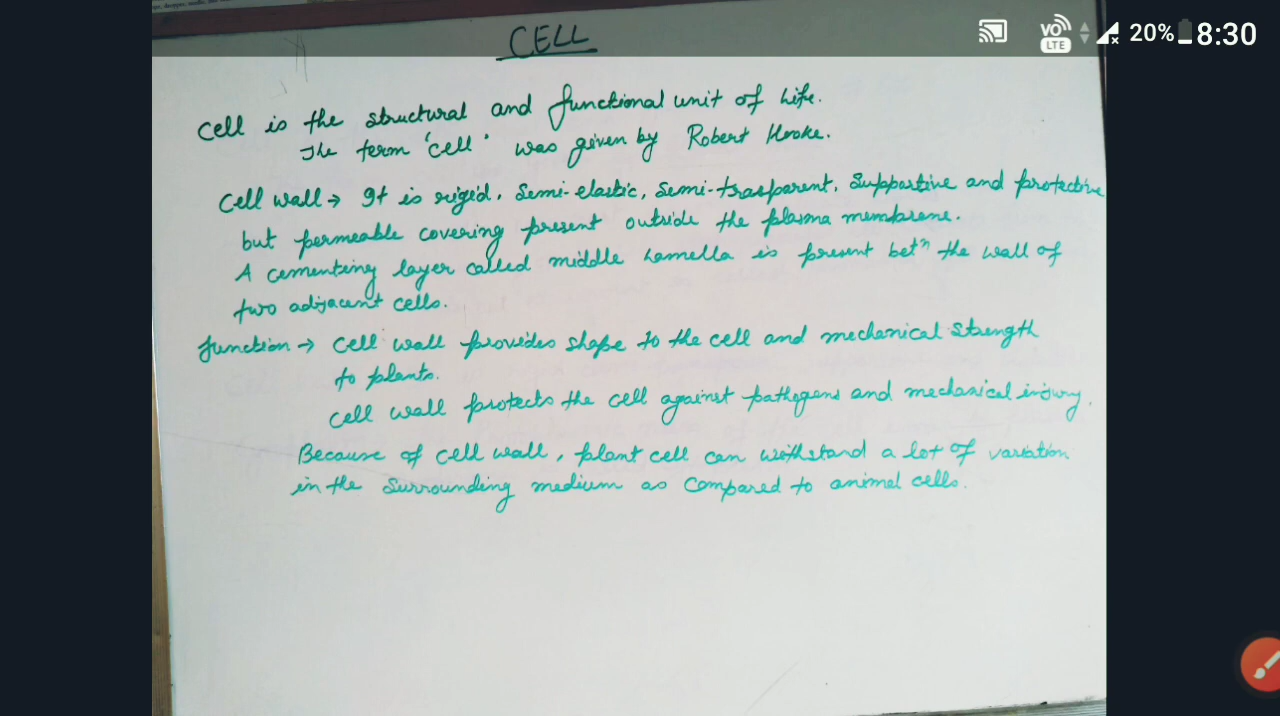 CELL
VO LTE 20% 8:30
Cell is the structural and functional unit of Life.
The term 'cell' was given by Robert Hooke.
Cell wall → It is riged, Semi-elastic, Semi-trasparent, Supportive and protective
but permeable covering present outside the plasma membrane.
A cementing layer called middle Lamella is present betⁿ the wall of
two adjacent cells.
function → Cell wall provides shape to the cell and mechanical strength
to plants.
Cell wall protects the cell against pathogens and mechanical injury.
Because of cell wall, plant cell can withstand a lot of variation
in the surrounding medium as compared to animal cells.